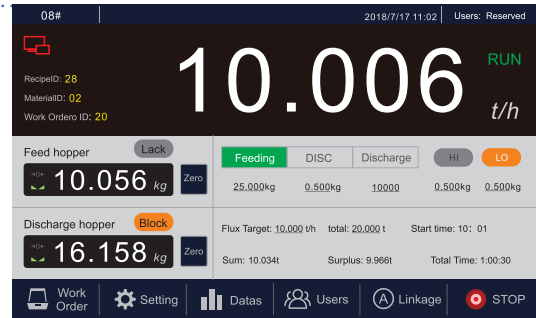 08# 2018/7/17 11:02 Users: Reserved
RecipeID: 28
MaterialID: 02
Work Ordero ID: 20
10.006
RUN
t/h
Feed hopper Lack
→0← 10.056 kg Zero
Feeding DISC Discharge HI LO
25.000kg 0.500kg 10000 0.500kg 0.500kg
Discharge hopper Block
→0← 16.158 kg Zero
Flux Target: 10.000 t/h total: 20.000 t Start time: 10: 01
Sum: 10.034t Surplus: 9.966t Total Time: 1:00:30
Work Order Setting Datas Users A Linkage STOP